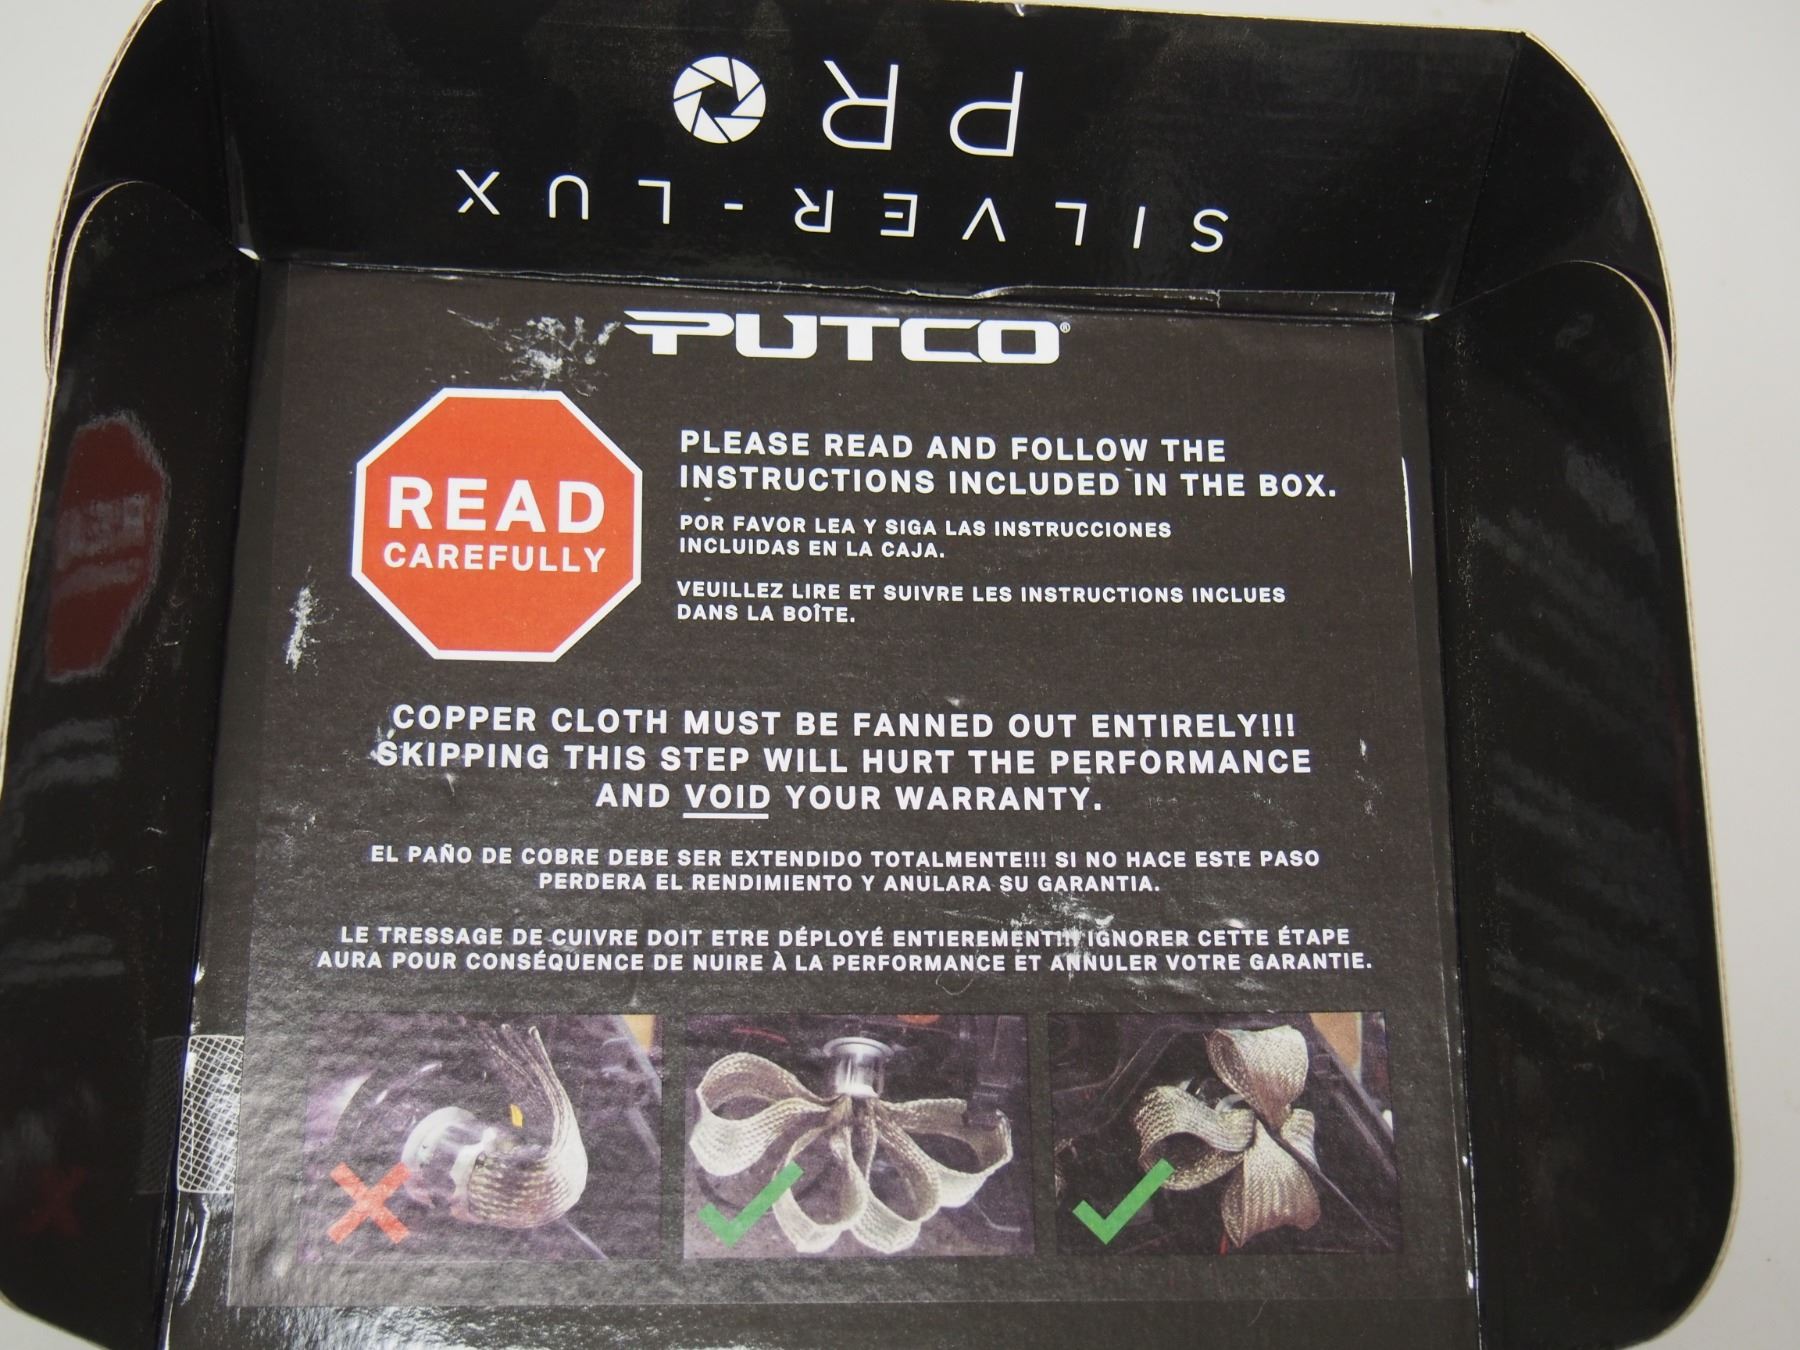 PRO
SILVER-LUX
PUTCO®
READ
CAREFULLY
PLEASE READ AND FOLLOW THE
INSTRUCTIONS INCLUDED IN THE BOX.
POR FAVOR LEA Y SIGA LAS INSTRUCCIONES
INCLUIDAS EN LA CAJA.
VEUILLEZ LIRE ET SUIVRE LES INSTRUCTIONS INCLUES
DANS LA BOÎTE.
COPPER CLOTH MUST BE FANNED OUT ENTIRELY!!!
SKIPPING THIS STEP WILL HURT THE PERFORMANCE
AND VOID YOUR WARRANTY.
EL PAÑO DE COBRE DEBE SER EXTENDIDO TOTALMENTE!!! SI NO HACE ESTE PASO
PERDERA EL RENDIMIENTO Y ANULARA SU GARANTIA.
LE TRESSAGE DE CUIVRE DOIT ETRE DÉPLOYÉ ENTIEREMENT!!! IGNORER CETTE ÉTAPE
AURA POUR CONSÉQUENCE DE NUIRE À LA PERFORMANCE ET ANNULER VOTRE GARANTIE.